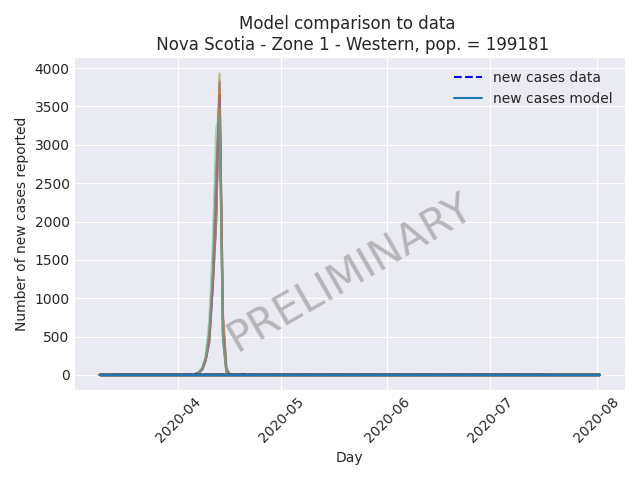 Model comparison to data
Nova Scotia - Zone 1 - Western, pop. = 199181
new cases data
new cases model
Number of new cases reported
4000
3500
3000
2500
2000
1500
1000
500
0
PRELIMINARY
2020-04
2020-05
2020-06
2020-07
2020-08
Day